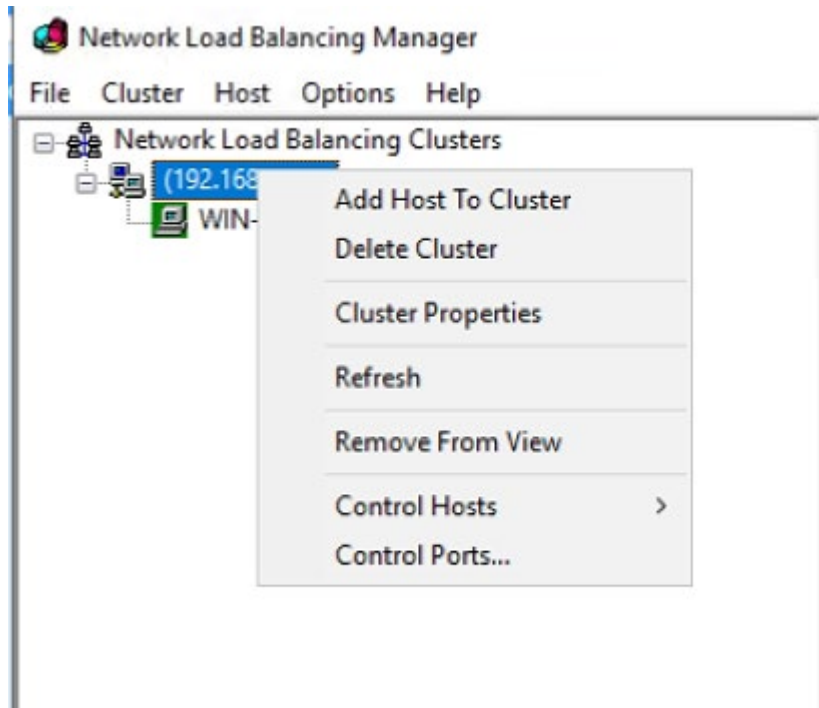 Network Load Balancing Manager
File Cluster Host Options Help
Network Load Balancing Clusters
(192.168
WIN-
Add Host To Cluster
Delete Cluster
Cluster Properties
Refresh
Remove From View
Control Hosts >
Control Ports...